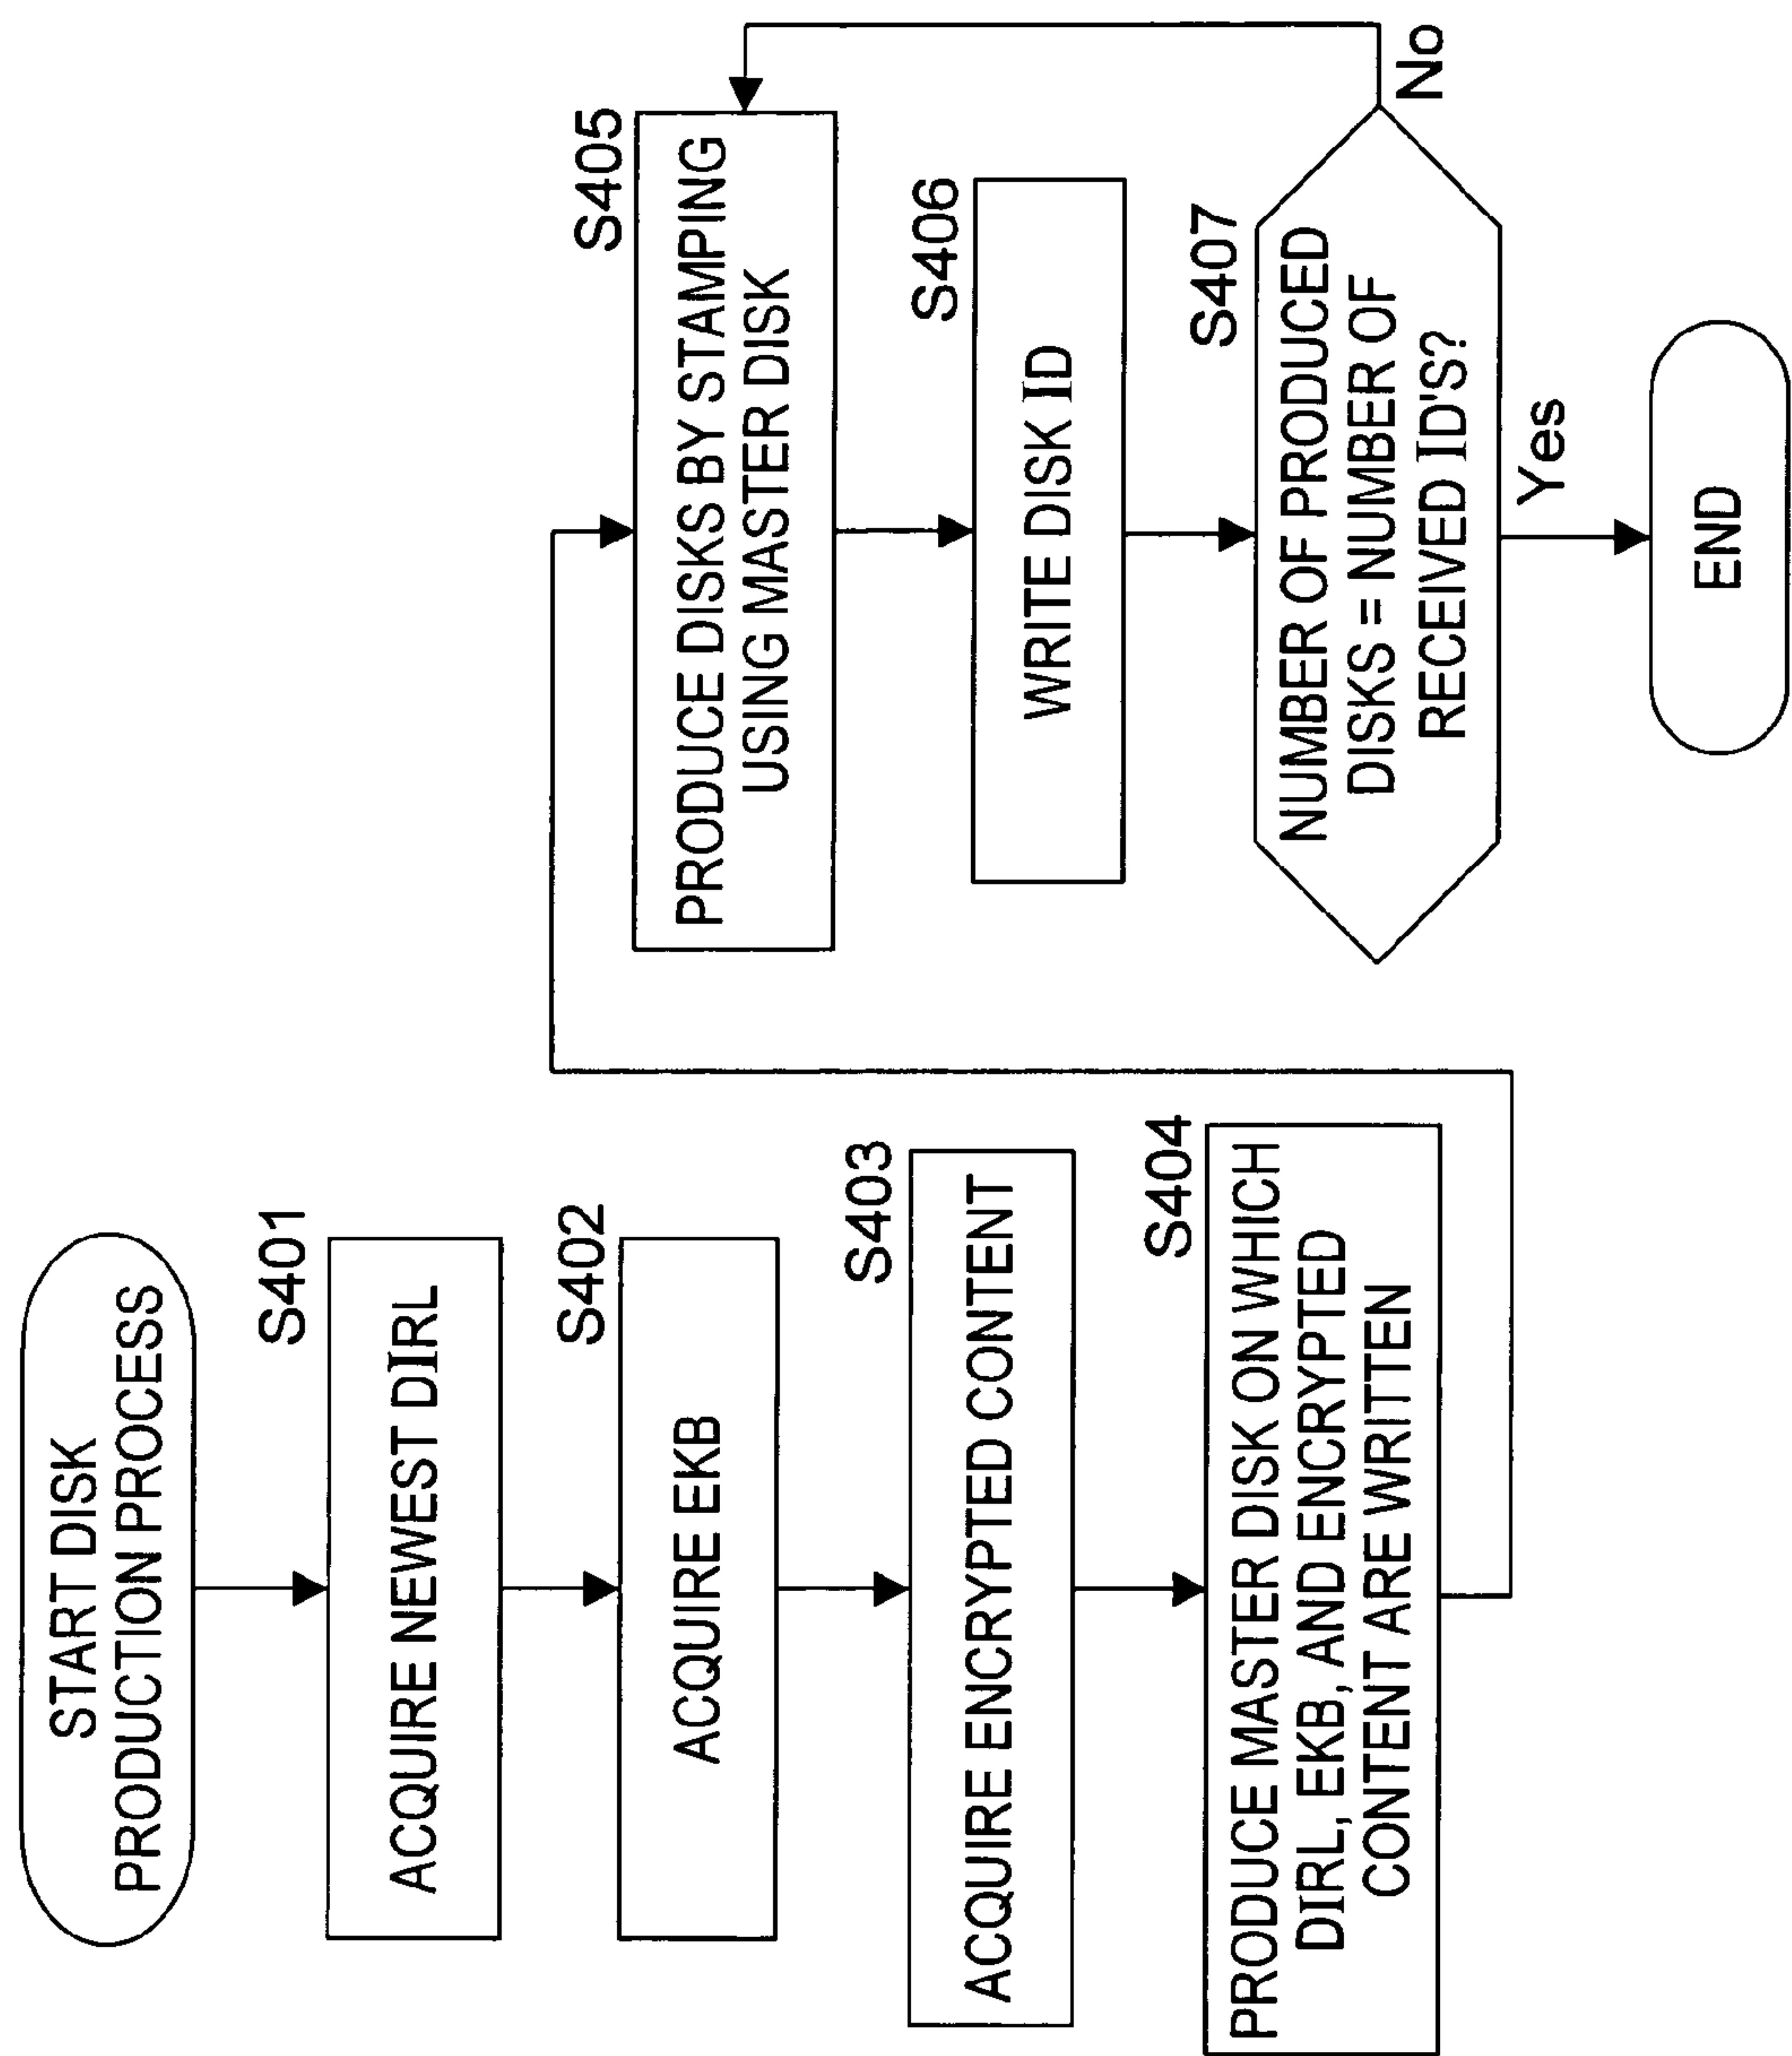 START DISK
PRODUCTION PROCESS
S401
ACQUIRE NEWEST DIRL
S402
ACQUIRE EKB
S403
ACQUIRE ENCRYPTED CONTENT
S404
PRODUCE MASTER DISK ON WHICH
DIRL, EKB, AND ENCRYPTED
CONTENT ARE WRITTEN
S405
PRODUCE DISKS BY STAMPING
USING MASTER DISK
S406
WRITE DISK ID
S407
NUMBER OF PRODUCED
DISKS = NUMBER OF
RECEIVED ID'S?
No
Yes
END